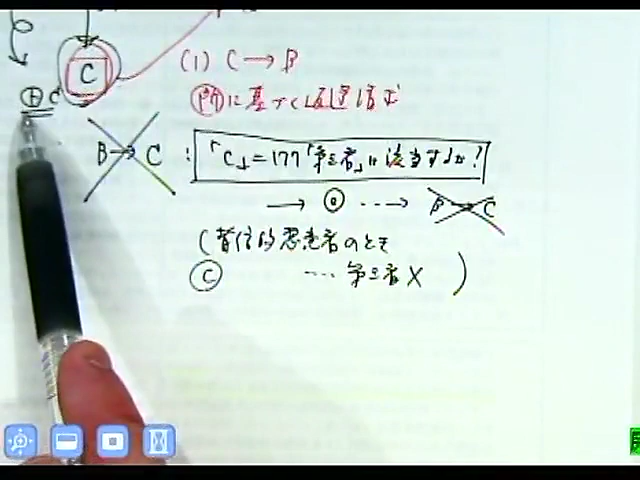 C
(1) C → B
㊉ C
所に基づく返還請求
B → C : 「C」=177「第三者」に該当するか?
→ ⊙ ⋯→ B → C
(背信的悪意者のとき
C … 第三者 X )